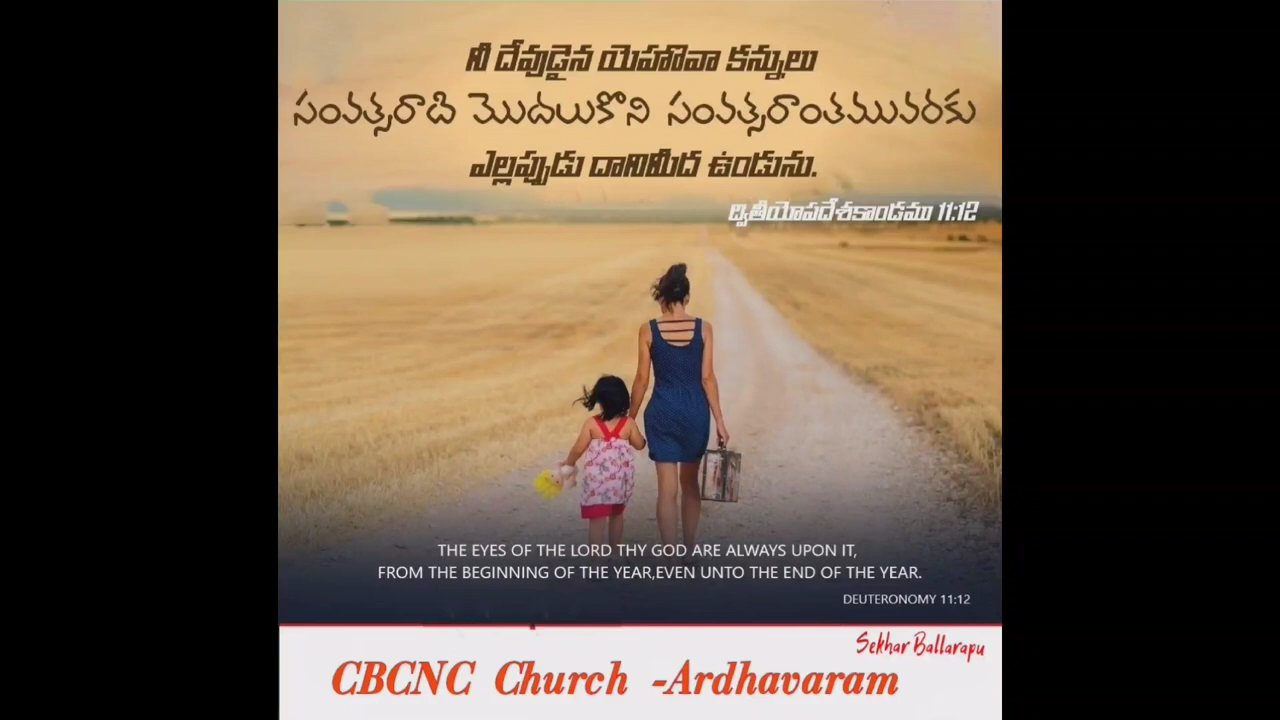 నీ దేవుడైన యెహోవా కన్నులు
సంవత్సరాది మొదలుకొని సంవత్సరాంతమువరకు
ఎల్లప్పుడు దానిమీద ఉండును.
ద్వితీయోపదేశకాండము 11:12
THE EYES OF THE LORD THY GOD ARE ALWAYS UPON IT,
FROM THE BEGINNING OF THE YEAR,EVEN UNTO THE END OF THE YEAR.
DEUTERONOMY 11:12
Sekhar Ballarapu
CBCNC Church -Ardhavaram